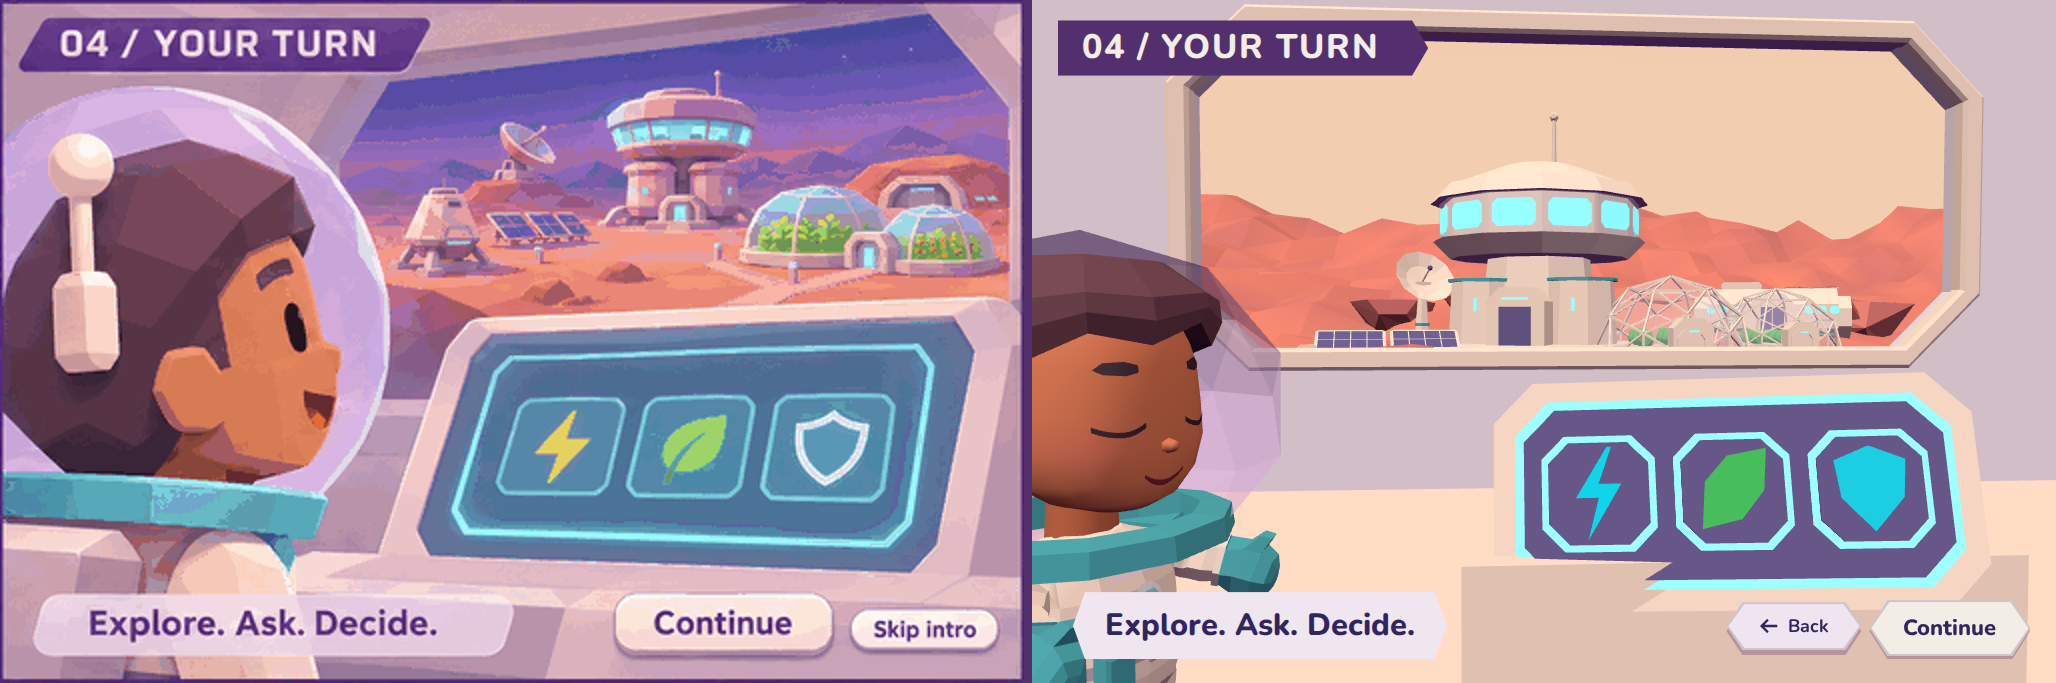 04 / YOUR TURN
Explore. Ask. Decide.
Continue
Skip intro
04 / YOUR TURN
Explore. Ask. Decide.
← Back
Continue